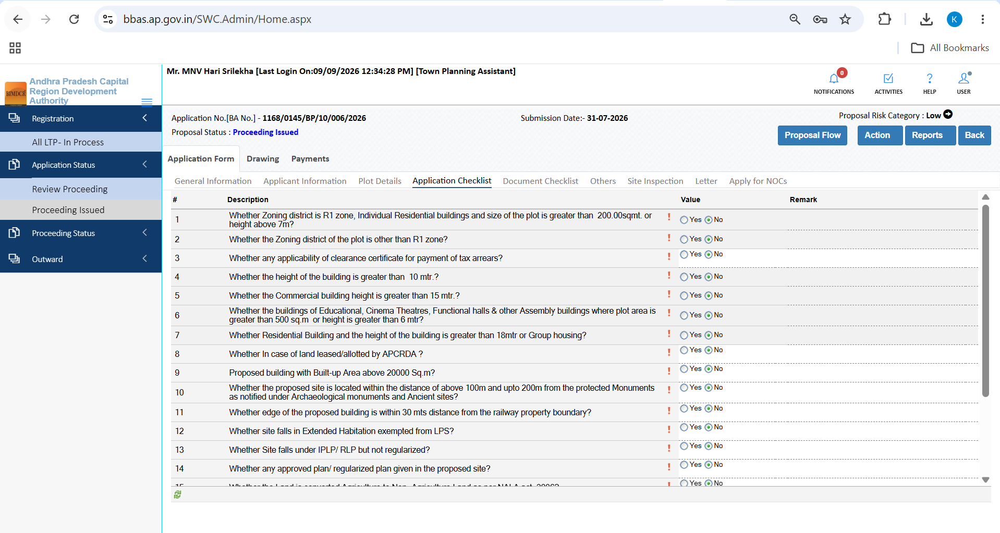 bbas.ap.gov.in/SWC.Admin/Home.aspx
K
All Bookmarks
BIMDCR
Andhra Pradesh Capital
Region Development
Authority
Mr. MNV Hari Srilekha [Last Login On:09/09/2026 12:34:28 PM] [Town Planning Assistant]
0
NOTIFICATIONS
ACTIVITIES
HELP
USER
Registration
All LTP- In Process
Application Status
Review Proceeding
Proceeding Issued
Proceeding Status
Outward
Application No.[BA No.] - 1168/0145/BP/10/006/2026
Submission Date:- 31-07-2026
Proposal Risk Category : Low
Proposal Status : Proceeding Issued
Proposal Flow
Action
Reports
Back
Application Form
Drawing
Payments
General Information
Applicant Information
Plot Details
Application Checklist
Document Checklist
Others
Site Inspection
Letter
Apply for NOCs
# Description Value Remark
1 Whether Zoning district is R1 zone, Individual Residential buildings and size of the plot is greater than 200.00sqmt. or
height above 7m? ! Yes No
2 Whether the Zoning district of the plot is other than R1 zone? ! Yes No
3 Whether any applicability of clearance certificate for payment of tax arrears? ! Yes No
4 Whether the height of the building is greater than 10 mtr.? ! Yes No
5 Whether the Commercial building height is greater than 15 mtr.? ! Yes No
6 Whether the buildings of Educational, Cinema Theatres, Functional halls & other Assembly buildings where plot area is
greater than 500 sq.m or height is greater than 6 mtr? ! Yes No
7 Whether Residential Building and the height of the building is greater than 18mtr or Group housing? ! Yes No
8 Whether In case of land leased/allotted by APCRDA ? ! Yes No
9 Proposed building with Built-up Area above 20000 Sq.m? ! Yes No
10 Whether the proposed site is located within the distance of above 100m and upto 200m from the protected Monuments
as notified under Archaeological monuments and Ancient sites? ! Yes No
11 Whether edge of the proposed building is within 30 mts distance from the railway property boundary? ! Yes No
12 Whether site falls in Extended Habitation exempted from LPS? ! Yes No
13 Whether Site falls under IPLP/ RLP but not regularized? ! Yes No
14 Whether any approved plan/ regularized plan given in the proposed site? ! Yes No
15 Whether the Land is converted Agriculture to Non- Agriculture Land as per NALA act, 2006? ! Yes No